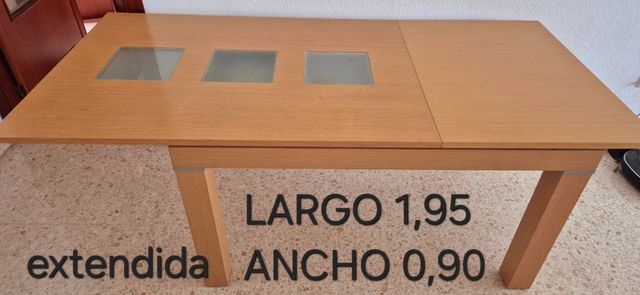 LARGO 1,95
extendida ANCHO 0,90